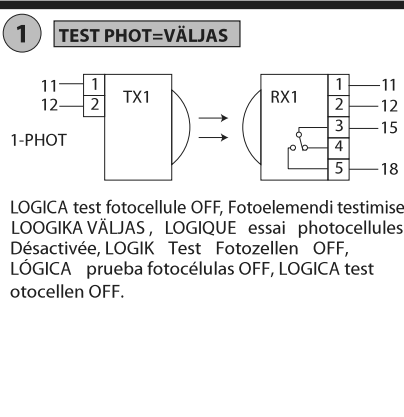 1 TEST PHOT=VÄLJAS
11 1 TX1 RX1 1 11
12 2 2 12
3 15
1-PHOT
4
5 18
LOGICA test fotocellule OFF, Fotoelemendi testimise
LOOGIKA VÄLJAS , LOGIQUE essai photocellules
Désactivée, LOGIK Test Fotozellen OFF,
LÓGICA prueba fotocélulas OFF, LOGICA test
otocellen OFF.